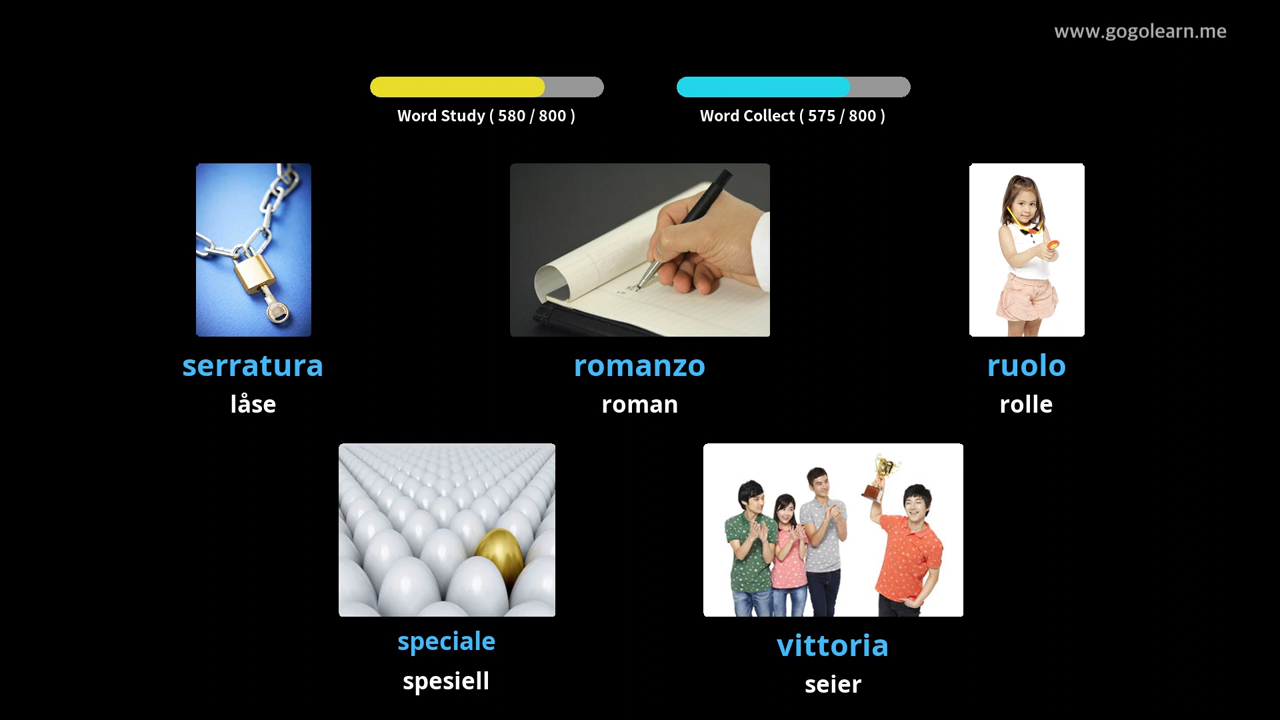 www.gogolearn.me
Word Study ( 580 / 800 )
Word Collect ( 575 / 800 )
serratura
låse
romanzo
roman
ruolo
rolle
speciale
spesiell
vittoria
seier